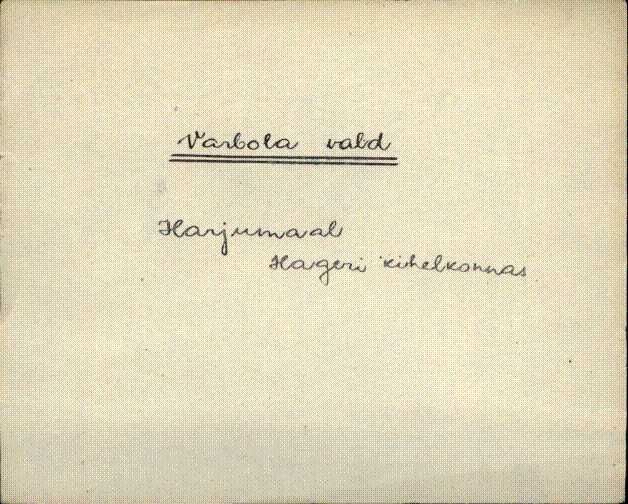 Varbola vald
Harjumaal
Hageri kihelkonnas